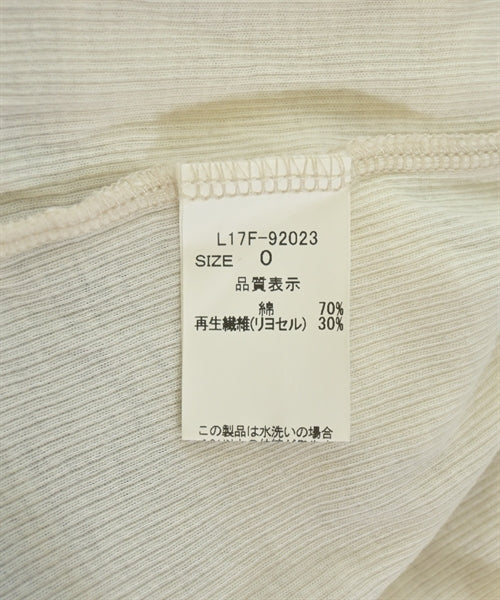 L17F-92023
SIZE 0
品質表示
綿 70%
再生繊維(リヨセル) 30%
この製品は水洗いの場合